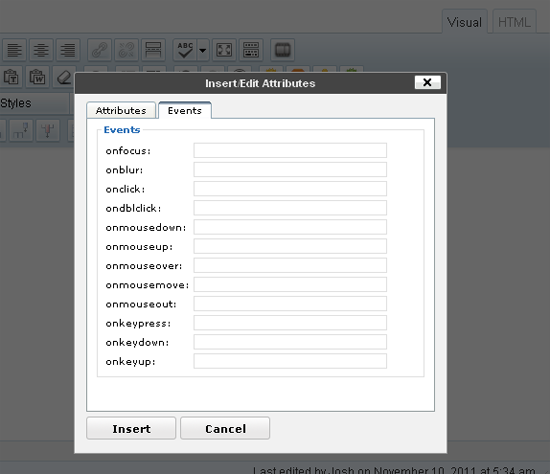 Visual HTML
ABC
Insert/Edit Attributes
Styles
Attributes Events
Events
onfocus:
onblur:
onclick:
ondblclick:
onmousedown:
onmouseup:
onmouseover:
onmousemove:
onmouseout:
onkeypress:
onkeydown:
onkeyup:
Insert Cancel
Last edited by Josh on November 10, 2011 at 5:34 am